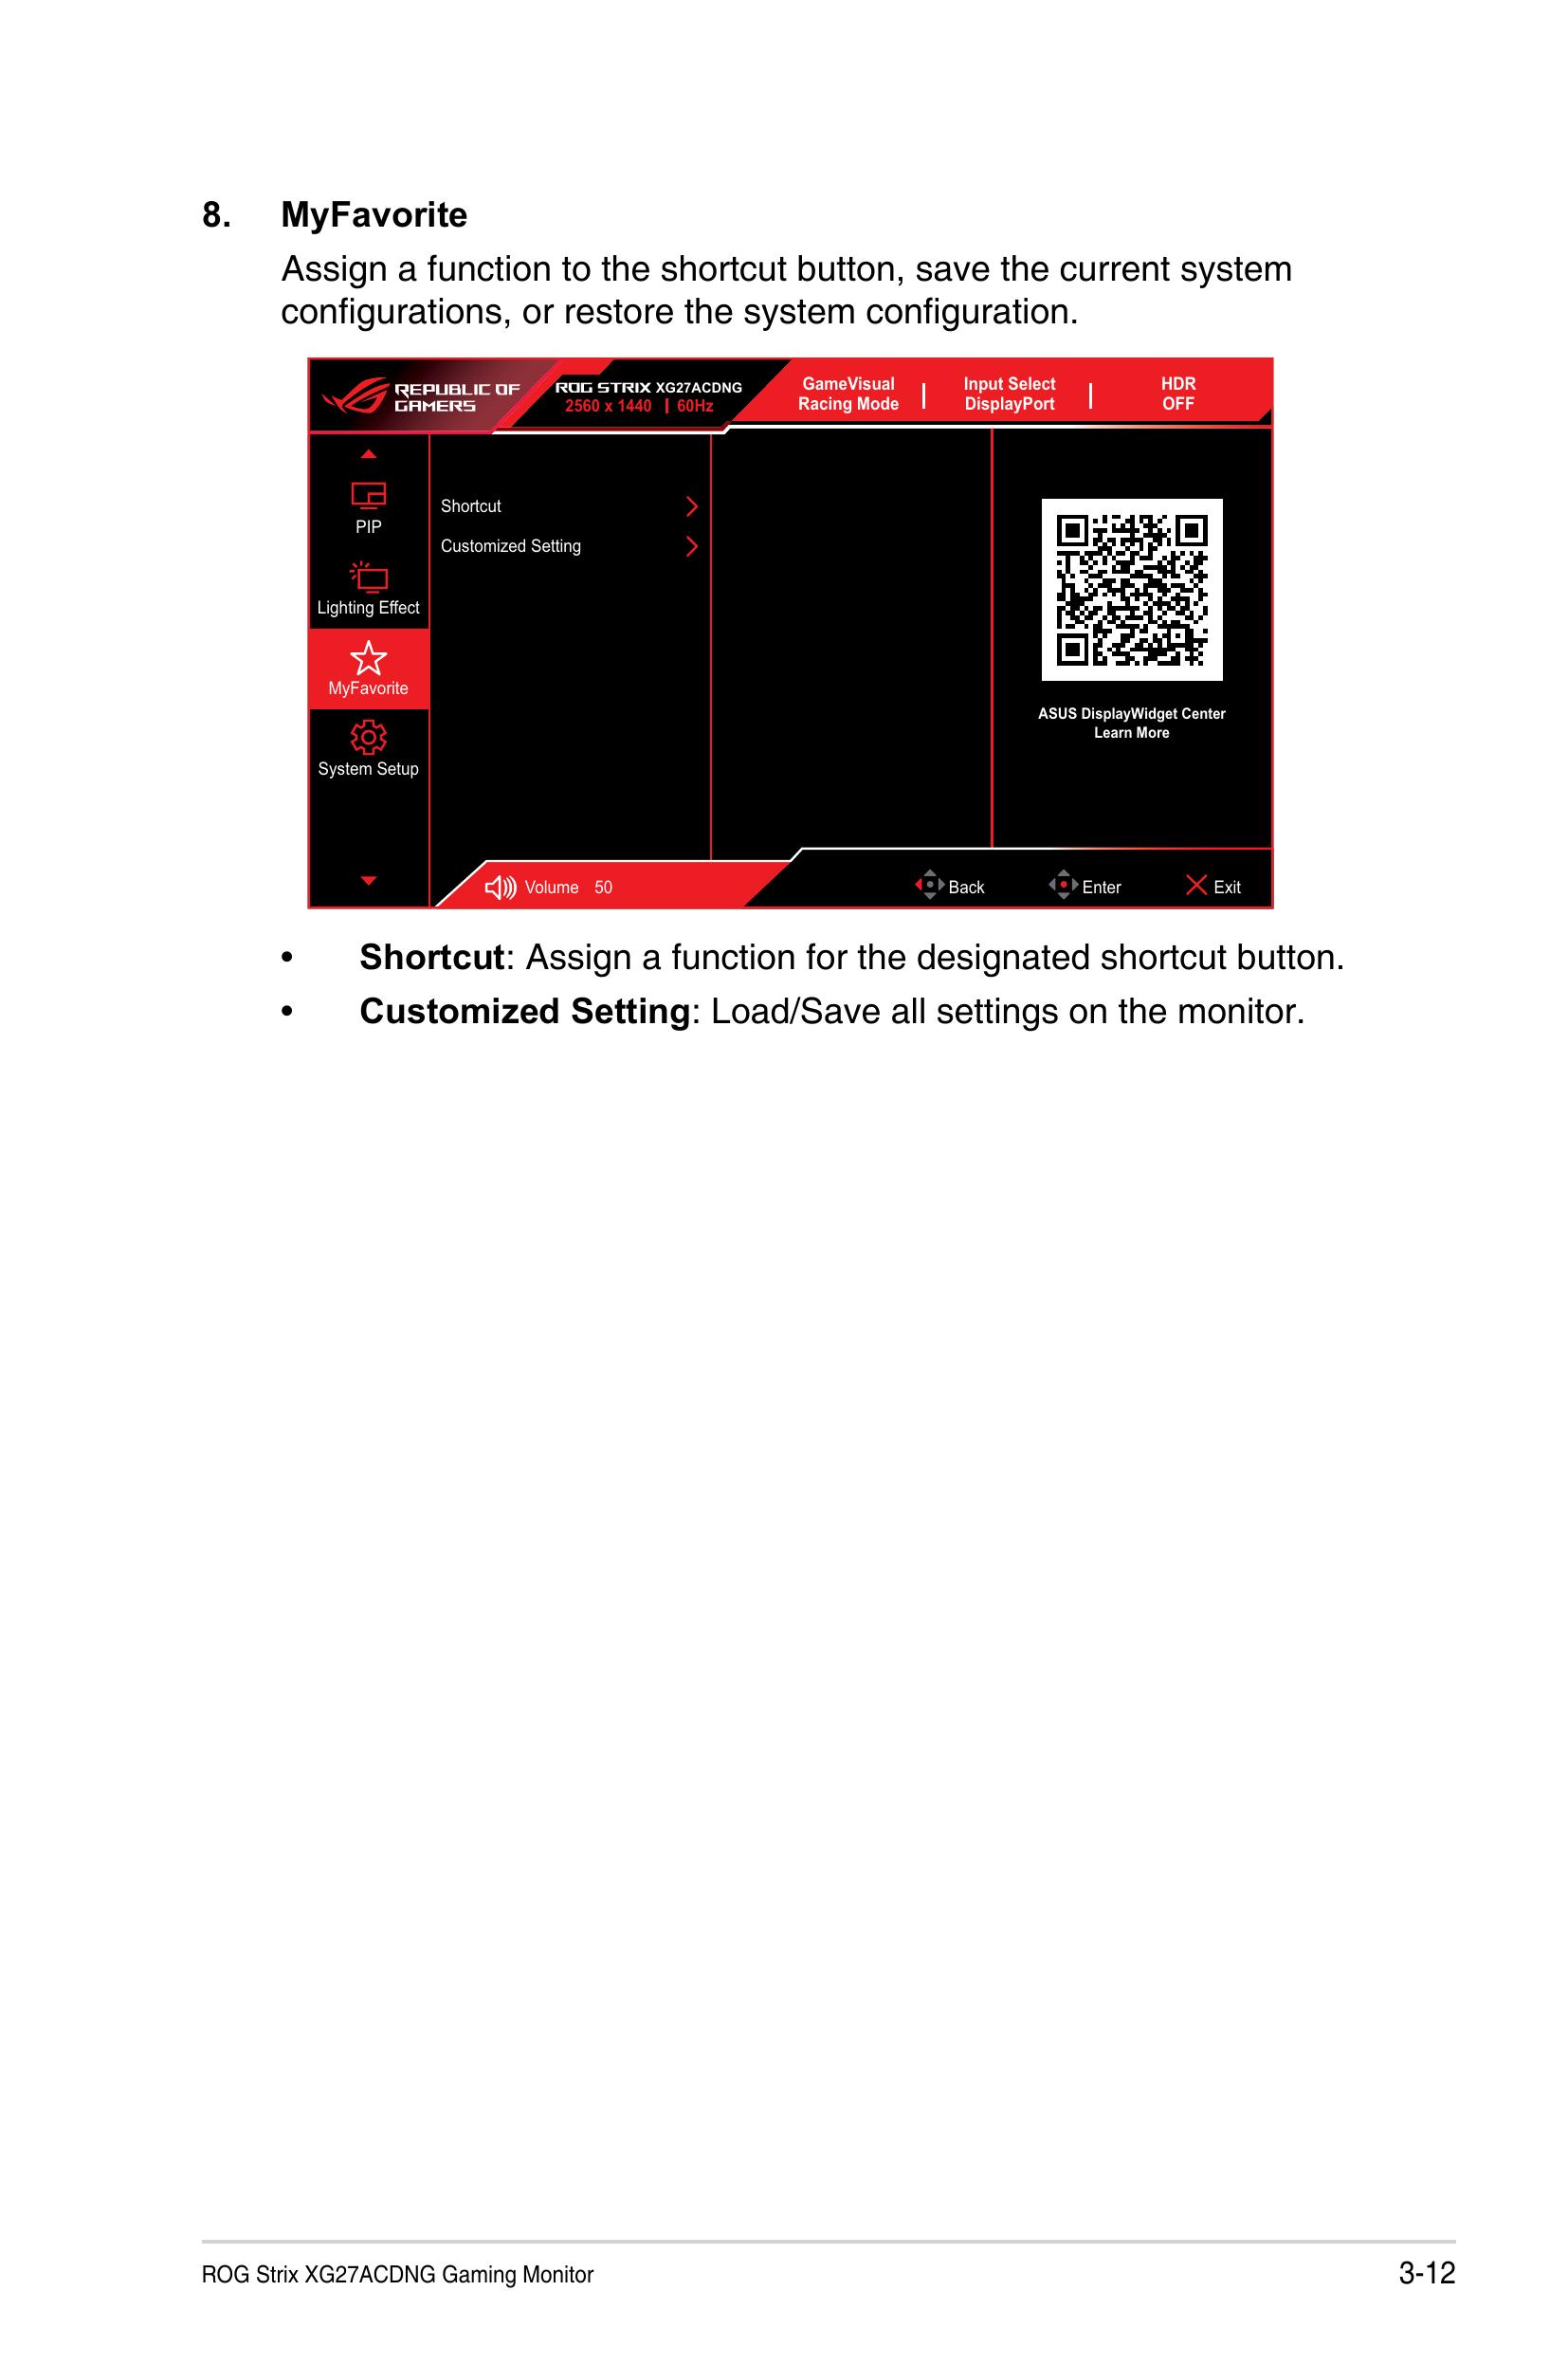 8. MyFavorite
Assign a function to the shortcut button, save the current system
configurations, or restore the system configuration.
REPUBLIC OF
GAMERS
ROG STRIX XG27ACDNG
2560 x 1440 | 60Hz
GameVisual
Racing Mode
Input Select
DisplayPort
HDR
OFF
PIP
Lighting Effect
MyFavorite
System Setup
Shortcut
Customized Setting
ASUS DisplayWidget Center
Learn More
Volume 50
Back
Enter
Exit
• Shortcut: Assign a function for the designated shortcut button.
• Customized Setting: Load/Save all settings on the monitor.
ROG Strix XG27ACDNG Gaming Monitor
3-12